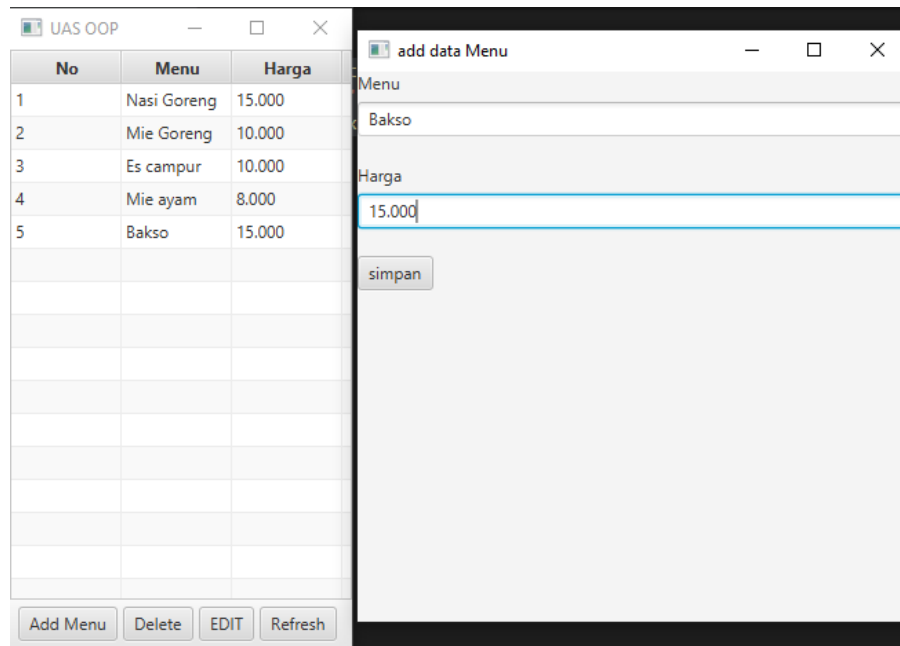 UAS OOP
No Menu Harga
1 Nasi Goreng 15.000
2 Mie Goreng 10.000
3 Es campur 10.000
4 Mie ayam 8.000
5 Bakso 15.000
Add Menu Delete EDIT Refresh
add data Menu
Menu
Bakso
Harga
15.000
simpan